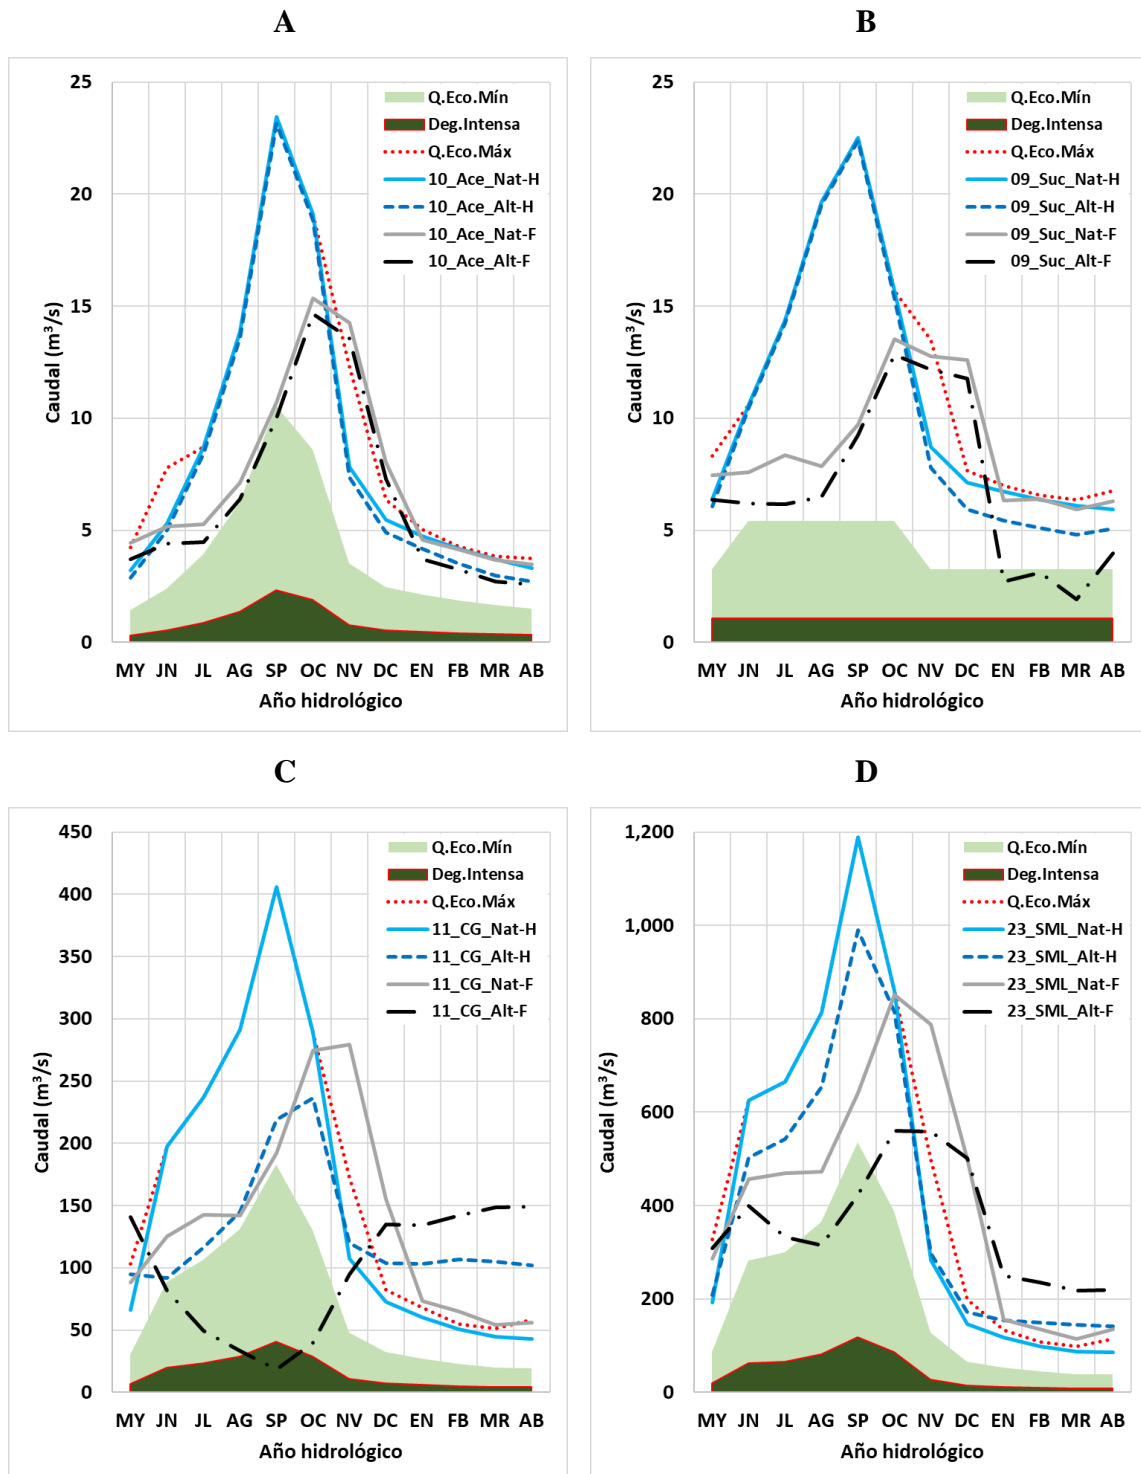 A
25
20
15
10
5
0
Caudal (m³/s)
Q.Eco.Mín
Deg.Intensa
Q.Eco.Máx
10_Ace_Nat-H
10_Ace_Alt-H
10_Ace_Nat-F
10_Ace_Alt-F
MY JN JL AG SP OC NV DC EN FB MR AB
Año hidrológico
B
25
20
15
10
5
0
Caudal (m³/s)
Q.Eco.Mín
Deg.Intensa
Q.Eco.Máx
09_Suc_Nat-H
09_Suc_Alt-H
09_Suc_Nat-F
09_Suc_Alt-F
MY JN JL AG SP OC NV DC EN FB MR AB
Año hidrológico
C
450
400
350
300
250
200
150
100
50
0
Caudal (m³/s)
Q.Eco.Mín
Deg.Intensa
Q.Eco.Máx
11_CG_Nat-H
11_CG_Alt-H
11_CG_Nat-F
11_CG_Alt-F
MY JN JL AG SP OC NV DC EN FB MR AB
Año hidrológico
D
1,200
1,000
800
600
400
200
0
Caudal (m³/s)
Q.Eco.Mín
Deg.Intensa
Q.Eco.Máx
23_SML_Nat-H
23_SML_Alt-H
23_SML_Nat-F
23_SML_Alt-F
MY JN JL AG SP OC NV DC EN FB MR AB
Año hidrológico